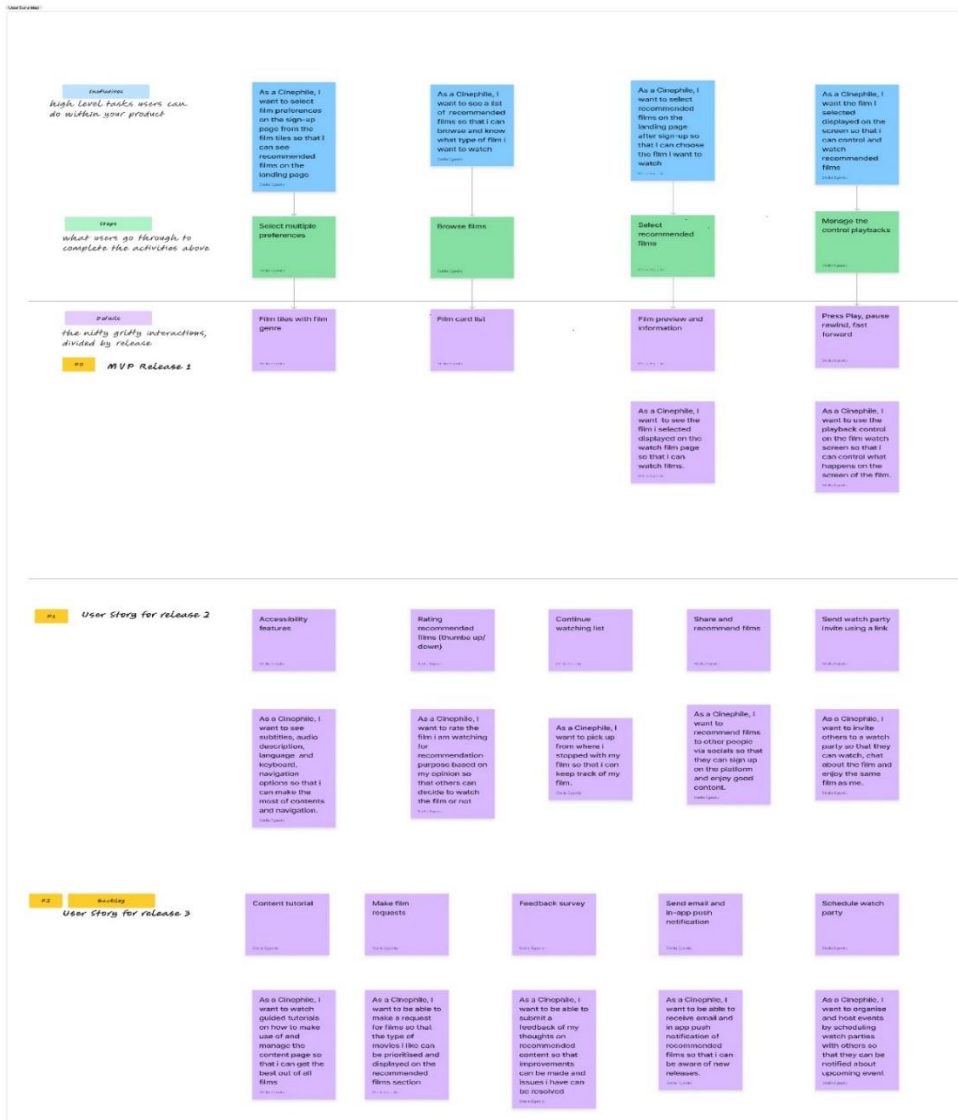 User Story Map
Initiatives
high level tasks users can
do within your product
As a Cinephile, I
want to select
film preferences
on the sign-up
page from the
film tiles so that I
can see
recommended
films on the
landing page
As a Cinephile, I
want to see a list
of recommended
films so that i can
browse and know
what type of film i
want to watch
As a Cinephile, I
want to select
recommended
films on the
landing page
after sign-up so
that I can choose
the film I want to
watch
As a Cinephile, I
want the film I
selected
displayed on the
screen so that i
can control and
watch
recommended
films
Steps
what users go through to
complete the activities above
Select multiple
preferences
Browse films
Select
recommended
films
Manage the
control playbacks
Details
the nitty gritty interactions,
divided by release
P0
MVP Release 1
Film tiles with film
genre
Film card list
Film preview and
information
Press Play, pause
rewind, fast
forward
As a Cinephile, I
want to see the
film i selected
displayed on the
watch film page
so that i can
watch films.
As a Cinephile, I
want to use the
playback control
on the film watch
screen so that i
can control what
happens on the
screen of the film.
P1
User Story for release 2
Accessibility
features
Rating
recommended
films (thumbs up/
down)
Continue
watching list
Share and
recommend films
Send watch party
invite using a link
As a Cinephile, I
want to see
subtitles, audio
description,
language and
keyboard,
navigation
options so that i
can make the
most of contents
and navigation.
As a Cinephile, I
want to rate the
film i am watching
for
recommendation
purpose based on
my opinion so
that others can
decide to watch
the film or not
As a Cinephile, I
want to pick up
from where i
stopped with my
film so that i can
keep track of my
film.
As a Cinephile, I
want to
recommend films
to other people
via socials so that
they can sign up
on the platform
and enjoy good
content.
As a Cinephile, I
want to invite
others to a watch
party so that they
can watch, chat
about the film and
enjoy the same
film as me.
P2
Backlog
User Story for release 3
Content tutorial
Make film
requests
Feedback survey
Send email and
in-app push
notification
Schedule watch
party
As a Cinephile, I
want to watch
guided tutorials
on how to make
use of and
manage the
content page so
that i can get the
best out of all
films
As a Cinephile, I
want to be able to
make a request
for films so that
the type of
movies I like can
be prioritised and
displayed on the
recommended
films section
As a Cinephile, I
want to be able to
submit a
feedback of my
thoughts on
recommended
content so that
improvements
can be made and
issues i have can
be resolved
As a Cinephile, I
want to be able to
receive email and
in app push
notification of
recommended
films so that i can
be aware of new
releases.
As a Cinephile, I
want to organise
and host events
by scheduling
watch parties
with others so
that they can be
notified about
upcoming event